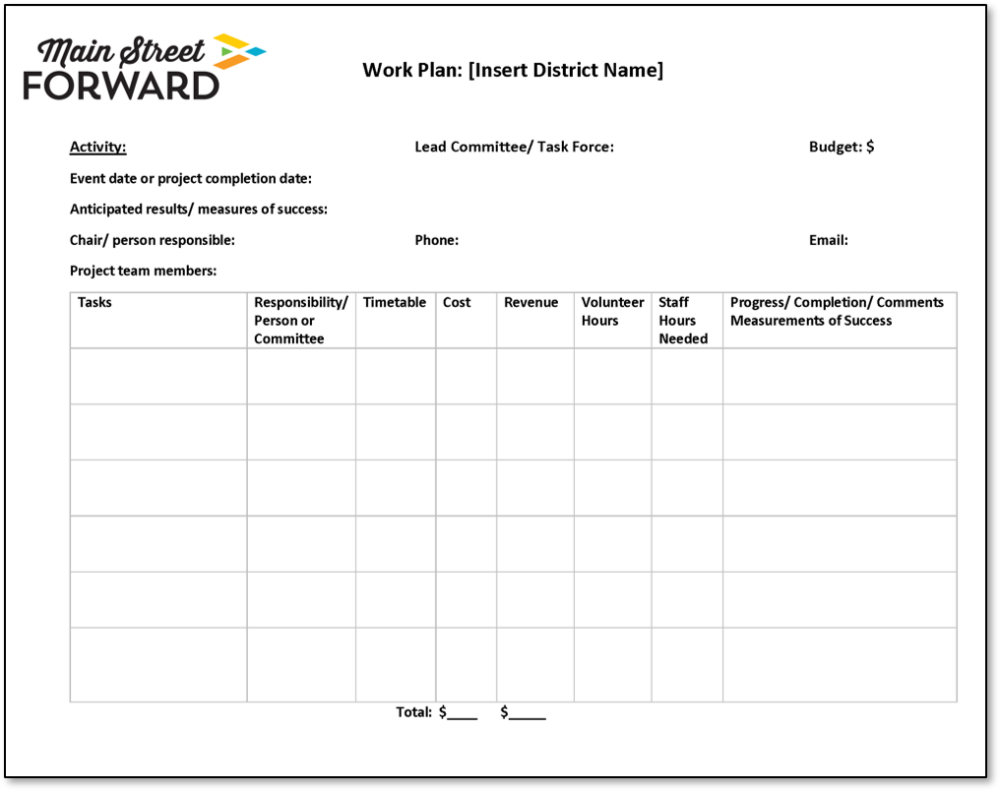 Main Street
FORWARD
Work Plan: [Insert District Name]
Activity: Lead Committee/ Task Force: Budget: $
Event date or project completion date:
Anticipated results/ measures of success:
Chair/ person responsible: Phone: Email:
Project team members:
Tasks Responsibility/ Timetable Cost Revenue Volunteer Staff Progress/ Completion/ Comments
Person or Hours Hours Measurements of Success
Committee Needed
Total: $____ $_____